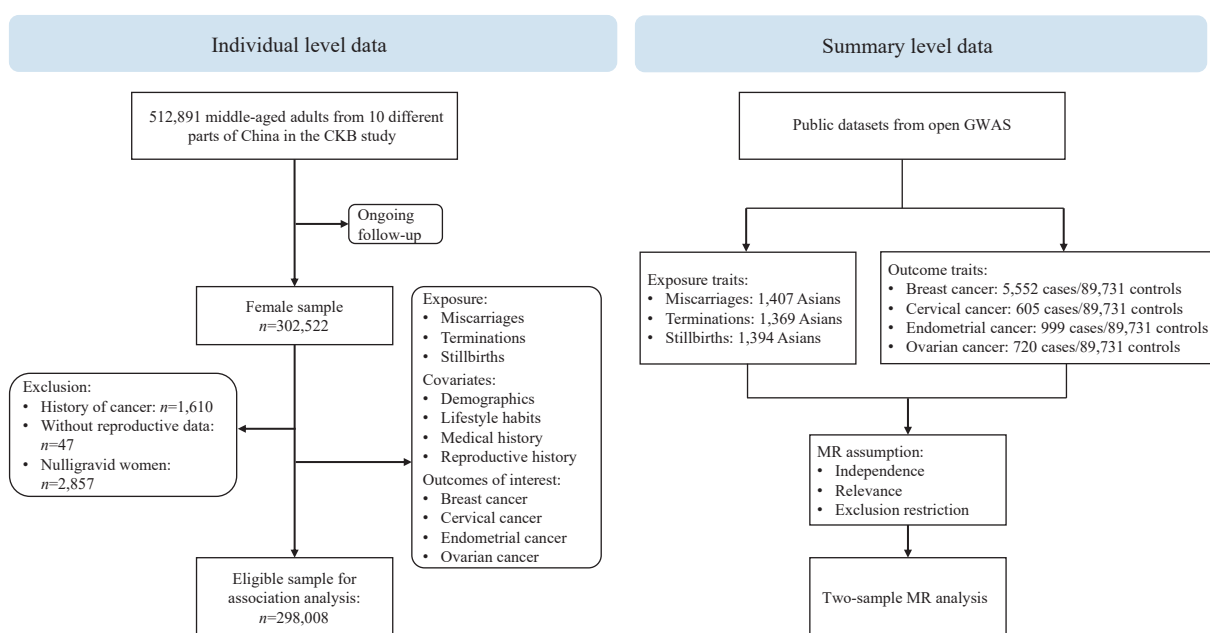 Individual level data
512,891 middle-aged adults from 10 different
parts of China in the CKB study
Ongoing
follow-up
Female sample
n=302,522
Exclusion:
• History of cancer: n=1,610
• Without reproductive data:
n=47
• Nulligravid women:
n=2,857
Exposure:
• Miscarriages
• Terminations
• Stillbirths
Covariates:
• Demographics
• Lifestyle habits
• Medical history
• Reproductive history
Outcomes of interest:
• Breast cancer
• Cervical cancer
• Endometrial cancer
• Ovarian cancer
Eligible sample for
association analysis:
n=298,008
Summary level data
Public datasets from open GWAS
Exposure traits:
• Miscarriages: 1,407 Asians
• Terminations: 1,369 Asians
• Stillbirths: 1,394 Asians
Outcome traits:
• Breast cancer: 5,552 cases/89,731 controls
• Cervical cancer: 605 cases/89,731 controls
• Endometrial cancer: 999 cases/89,731 controls
• Ovarian cancer: 720 cases/89,731 controls
MR assumption:
• Independence
• Relevance
• Exclusion restriction
Two-sample MR analysis